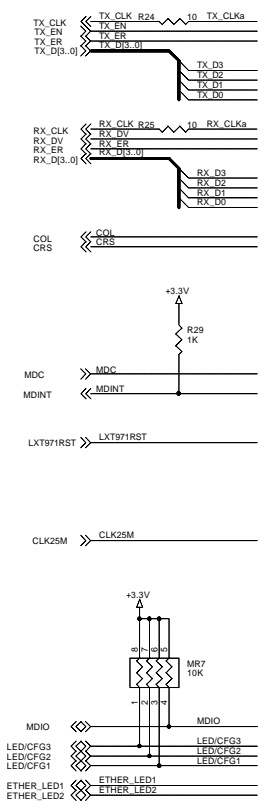 TX_CLK TX_CLK R24 10 TX_CLKa
TX_EN TX_EN
TX_ER TX_ER
TX_D[3..0] TX_D[3..0]
TX_D3
TX_D2
TX_D1
TX_D0
RX_CLK RX_CLK R25 10 RX_CLKa
RX_DV RX_DV
RX_ER RX_ER
RX_D[3..0] RX_D[3..0]
RX_D3
RX_D2
RX_D1
RX_D0
COL COL
CRS CRS
+3.3V
R29
1K
MDC MDC
MDINT MDINT
LXT971RST LXT971RST
CLK25M CLK25M
+3.3V
8 7 6 5
MR7
10K
1 2 3 4
MDIO MDIO
LED/CFG3 LED/CFG3
LED/CFG2 LED/CFG2
LED/CFG1 LED/CFG1
ETHER_LED1 ETHER_LED1
ETHER_LED2 ETHER_LED2